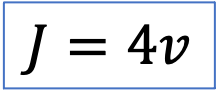 J = 4v